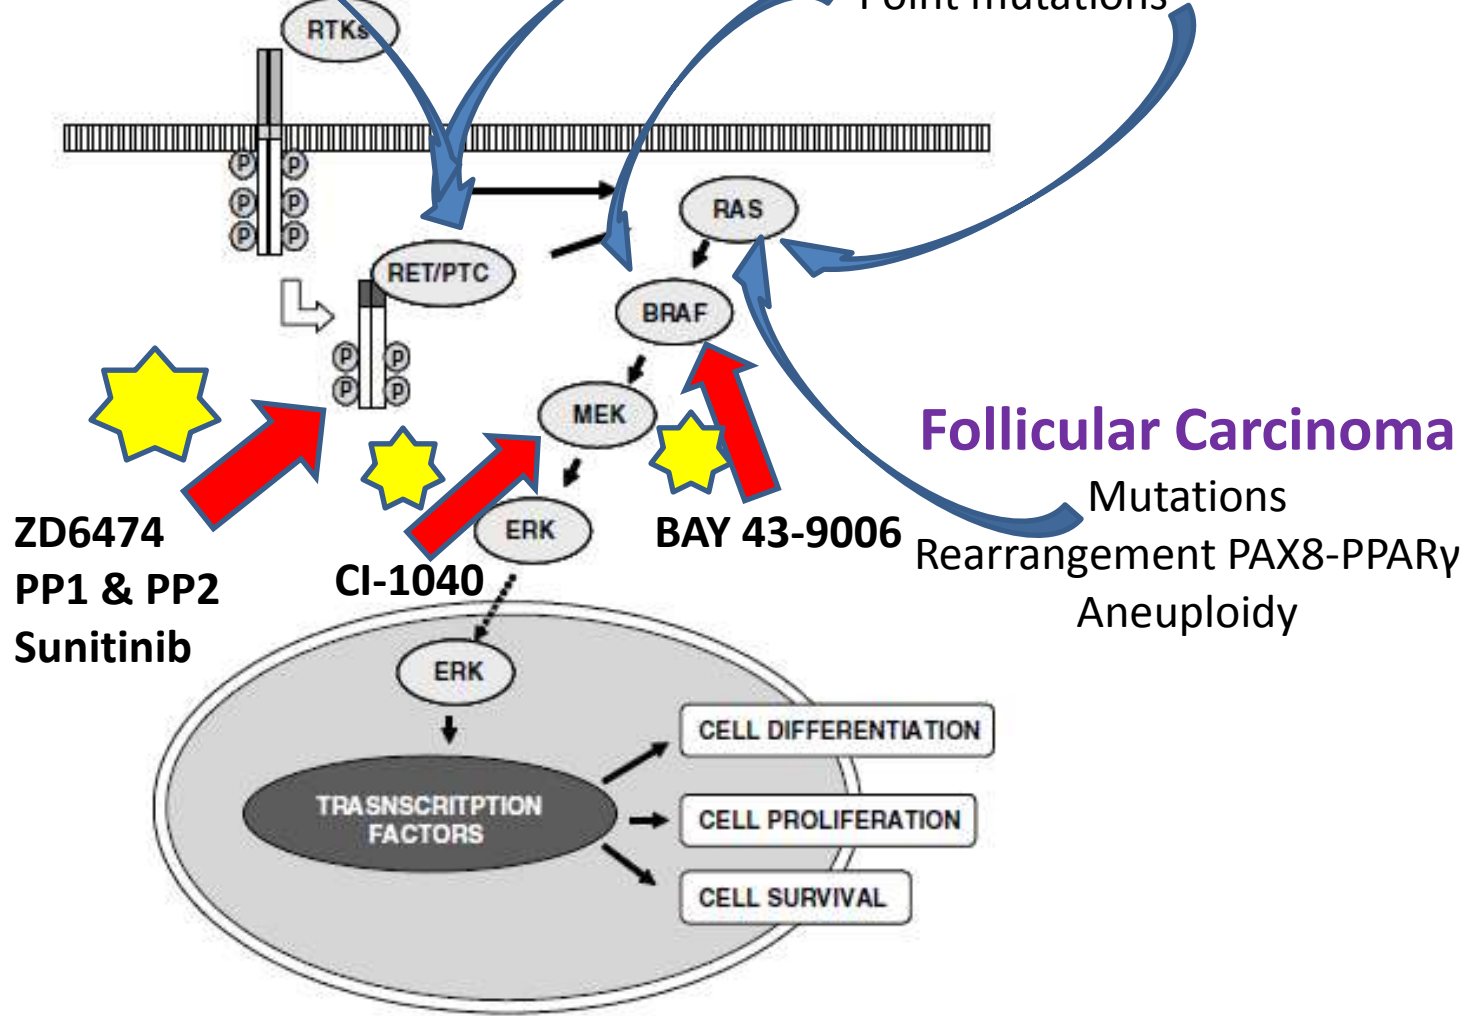 Point mutations
RTKs
P
P
P
P
P
P
RAS
RET/PTC
BRAF
P
P
P
P
MEK
Follicular Carcinoma
Mutations
Rearrangement PAX8-PPARγ
Aneuploidy
ERK
BAY 43-9006
ZD6474
PP1 & PP2
Sunitinib
CI-1040
ERK
CELL DIFFERENTIATION
TRASNSCRITPTION
FACTORS
CELL PROLIFERATION
CELL SURVIVAL